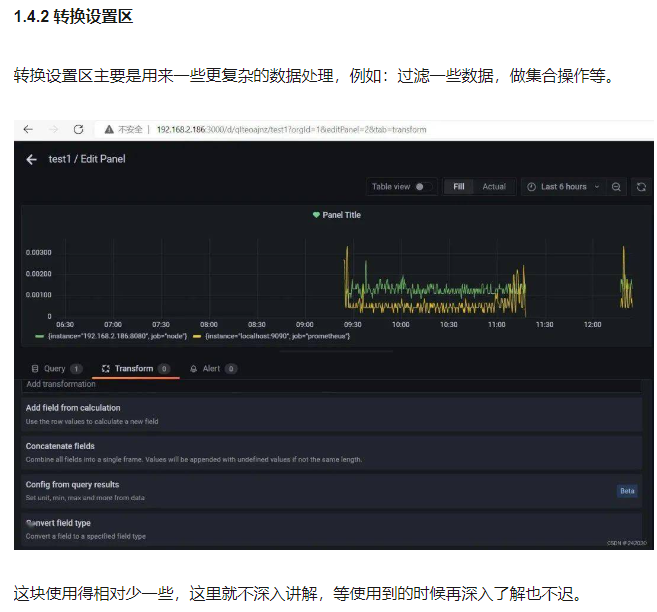 1.4.2 转换设置区
转换设置区主要是用来一些更复杂的数据处理，例如：过滤一些数据，做集合操作等。
不安全 | 192.168.2.186:3000/d/qlteoajnz/test1?orgId=1&editPanel=2&tab=transform
test1 / Edit Panel
Table view Fill Actual Last 6 hours
Panel Title
0.00300
0.00200
0.00100
0
06:30 07:00 07:30 08:00 08:30 09:00 09:30 10:00 10:30 11:00 11:30 12:00
{instance="192.168.2.186:8080", job="node"} {instance="localhost:9090", job="prometheus"}
Query 1 Transform 0 Alert 0
Add transformation
Add field from calculation
Use the row values to calculate a new field
Concatenate fields
Combine all fields into a single frame. Values will be appended with undefined values if not the same length.
Config from query results
Set unit, min, max and more from data
Beta
Convert field type
Convert a field to a specified field type
这块使用得相对少一些，这里就不深入讲解，等使用到的时候再深入了解也不迟。